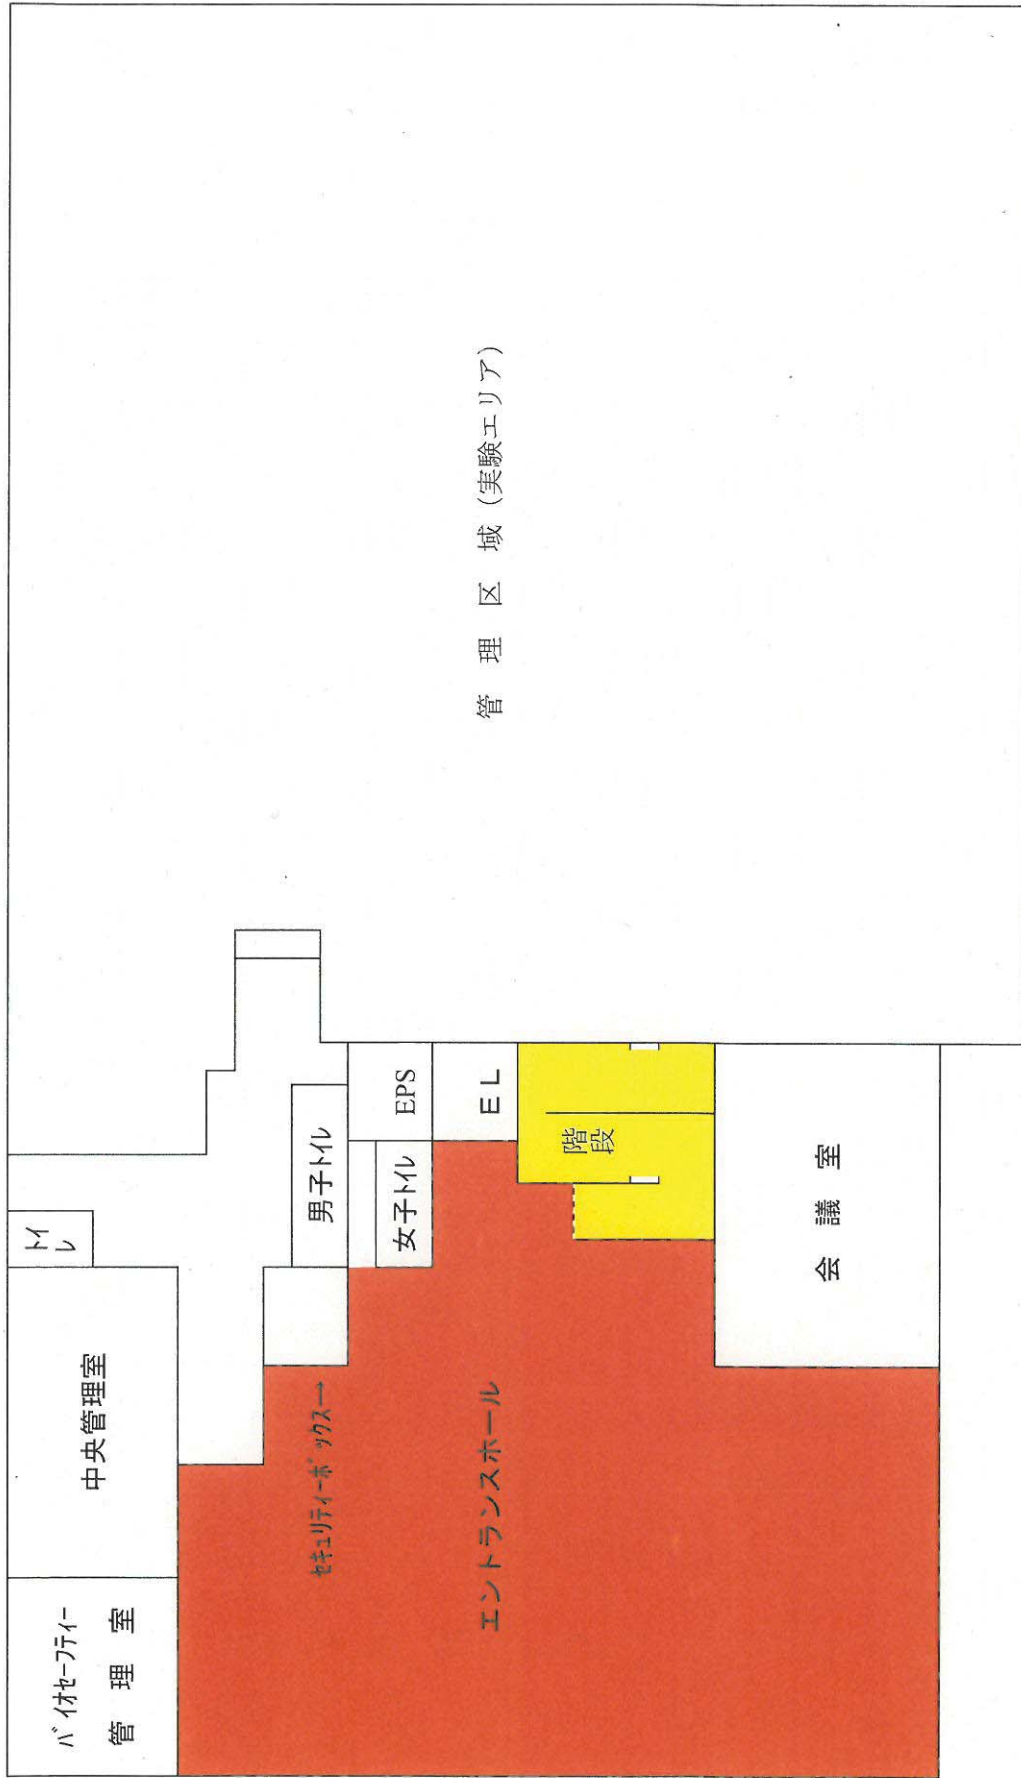 管 理 区 域 (実験エリア)
トイ
レ
男子トイレ
EPS
女子トイレ
E L
階
段
会 議 室
中央管理室
セキュリティーボックス→
エントランスホール
バイオセーフティー
管 理 室